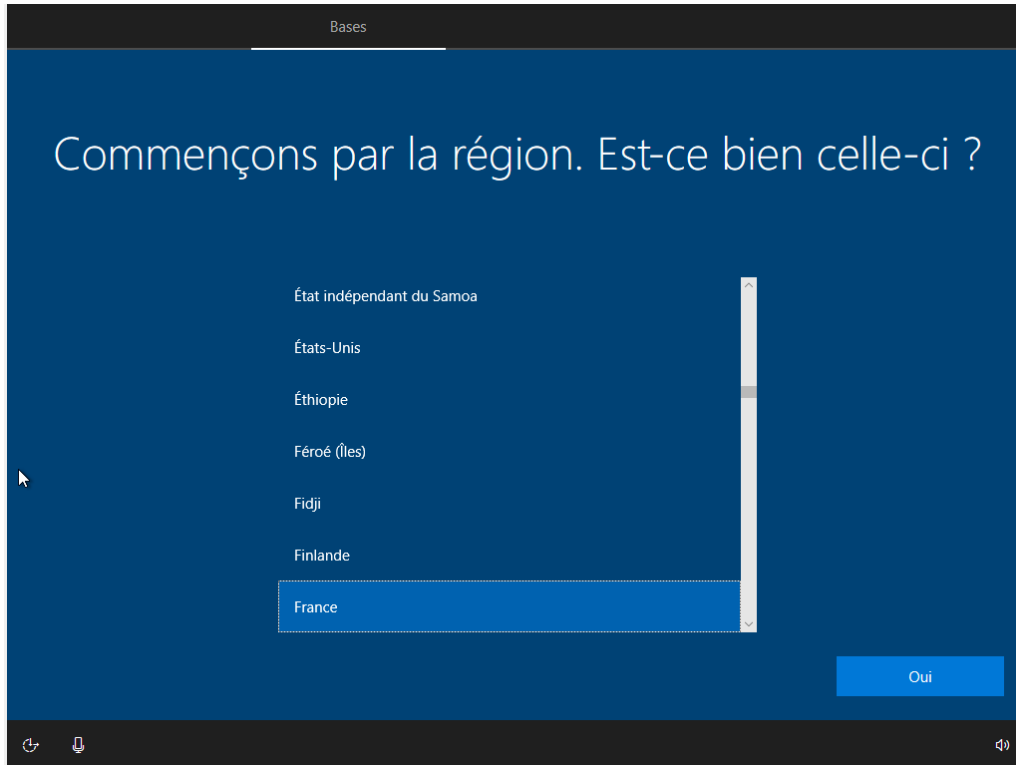 Bases
Commençons par la région. Est-ce bien celle-ci ?
État indépendant du Samoa
États-Unis
Éthiopie
Féroé (Îles)
Fidji
Finlande
France
Oui